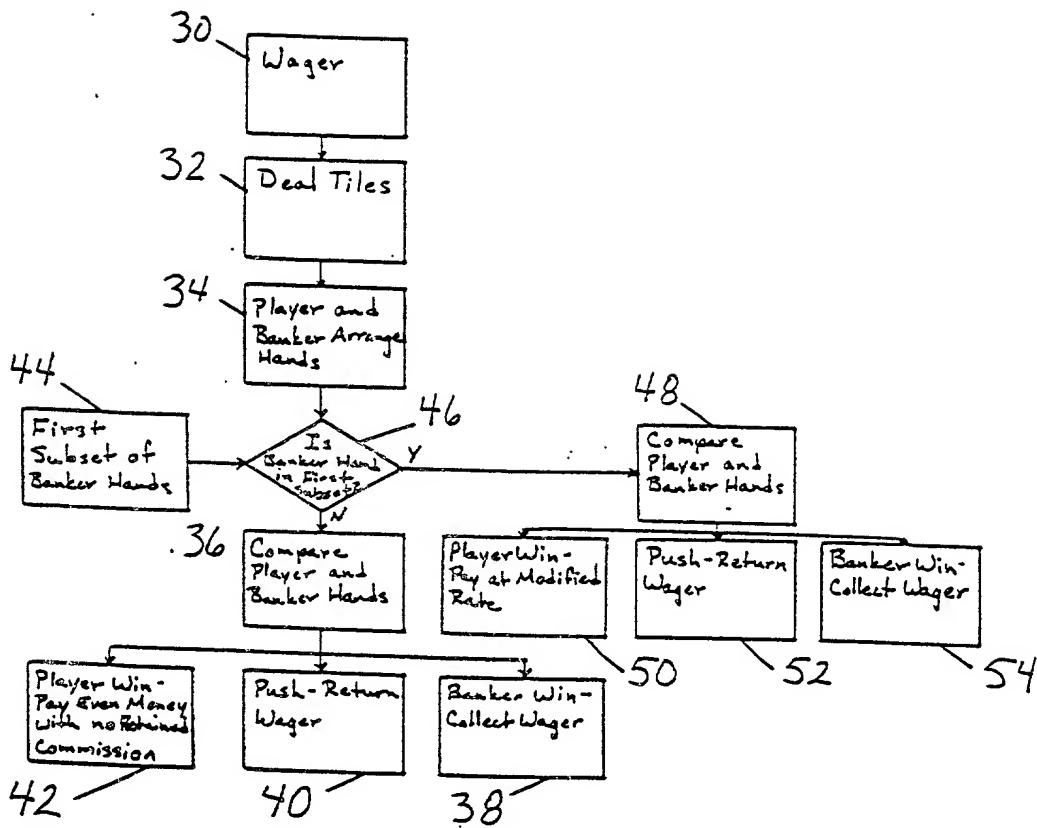 30
Wager
32
Deal Tiles
34
Player and
Banker Arrange
Hands
44
First
Subset of
Banker Hands
46
Is
Banker Hand
in First
Subset?
Y
N
48
Compare
Player and
Banker Hands
36
Compare
Player and
Banker Hands
Player Win-
Pay at Modified
Rate
50
Push-Return
Wager
52
Banker Win-
Collect Wager
54
Player Win-
Pay Even Money
with no Retained
Commission
42
Push-Return
Wager
40
Banker Win-
Collect Wager
38